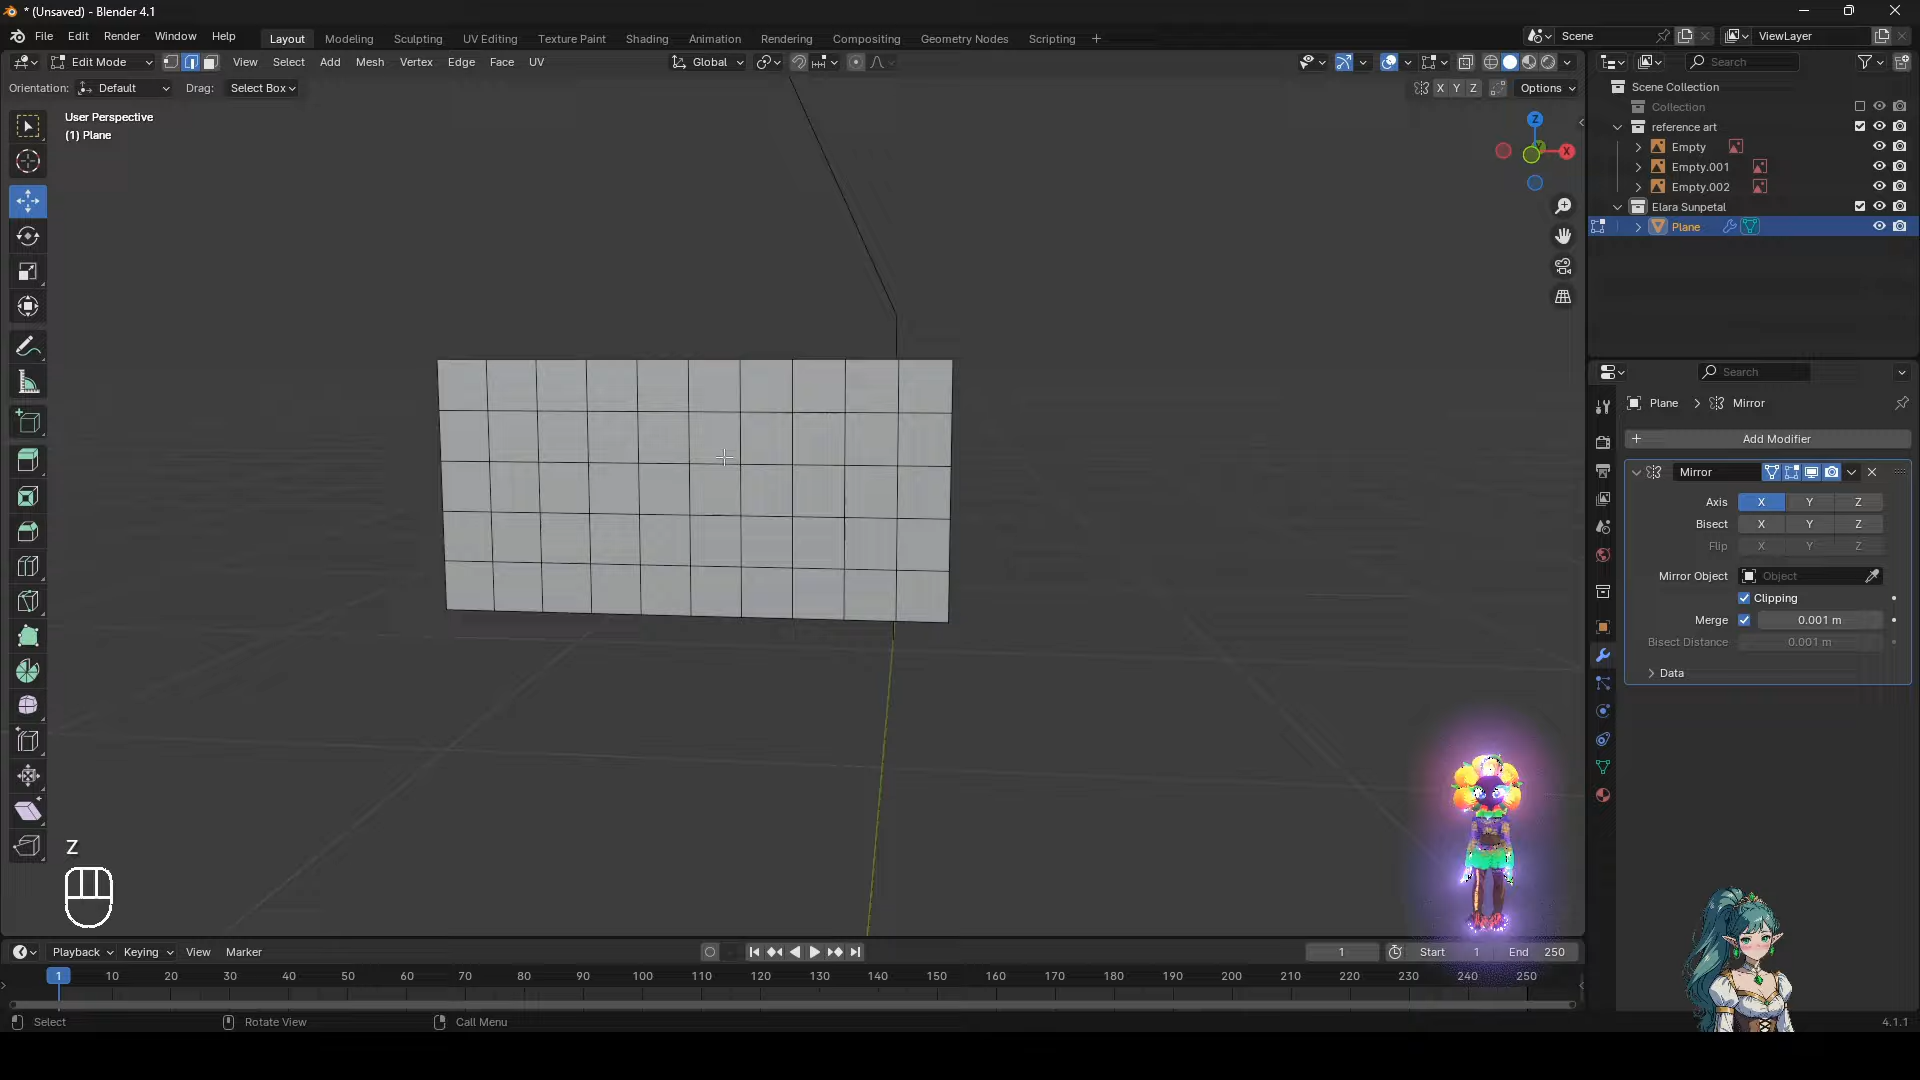 * (Unsaved) - Blender 4.1
File Edit Render Window Help Layout Modeling Sculpting UV Editing Texture Paint Shading Animation Rendering Compositing Geometry Nodes Scripting + Scene ViewLayer
Edit Mode View Select Add Mesh Vertex Edge Face UV Global Search
Orientation: Default Drag: Select Box X Y Z Options
Scene Collection
Collection
reference art
Empty
Empty.001
Empty.002
Elara Sunpetal
Plane
User Perspective
(1) Plane
Z
X
Search
Plane > Mirror
+ Add Modifier
Mirror
Axis X Y Z
Bisect X Y Z
Flip X Y Z
Mirror Object Object
Clipping
Merge 0.001 m
Bisect Distance 0.001 m
Data
Z
Playback Keying View Marker 1 Start 1 End 250
1 10 20 30 40 50 60 70 80 90 100 110 120 130 140 150 160 170 180 190 200 210 220 230 240 250
Select Rotate View Call Menu 4.1.1